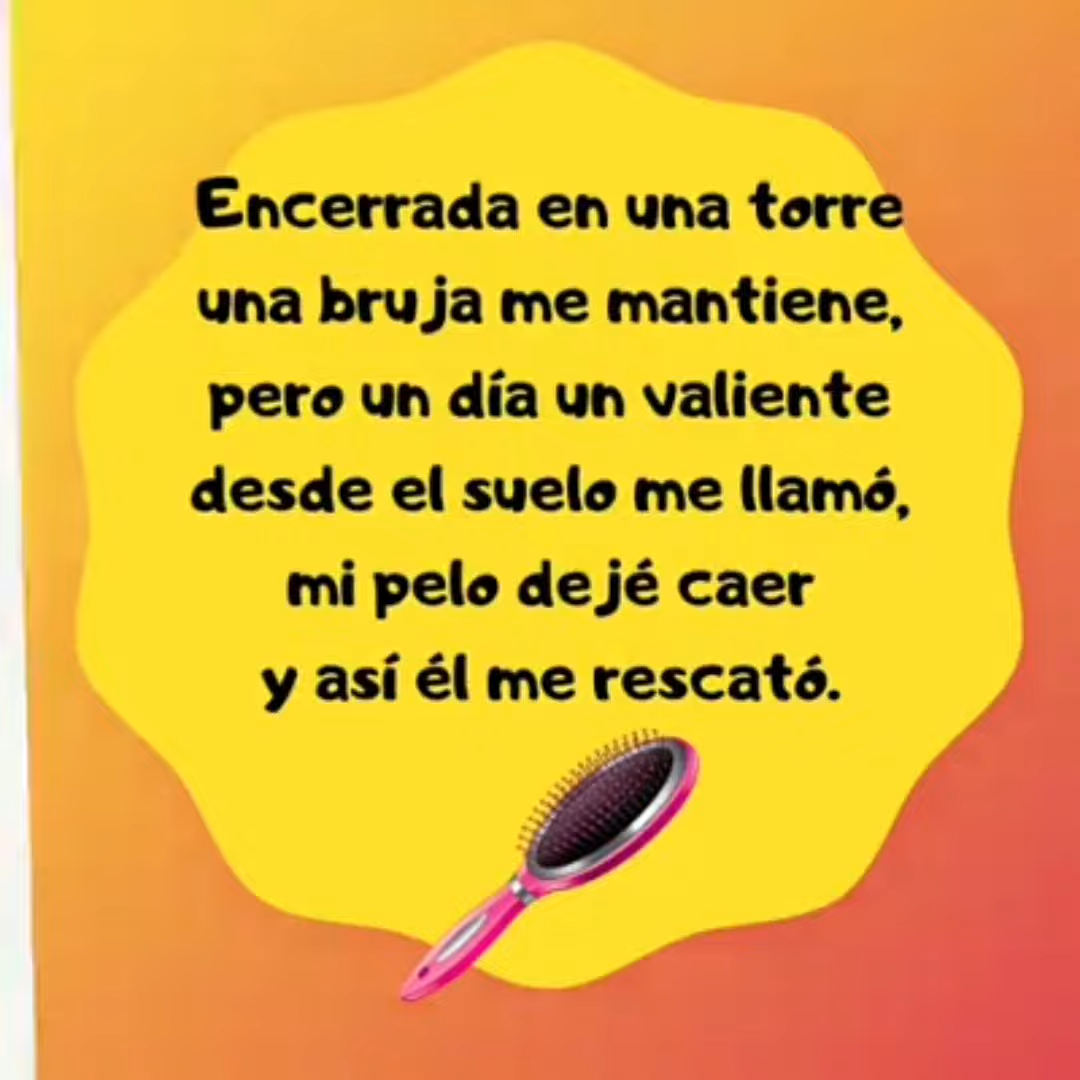 Encerrada en una torre
una bruja me mantiene,
pero un día un valiente
desde el suelo me llamó,
mi pelo dejé caer
y así él me rescató.